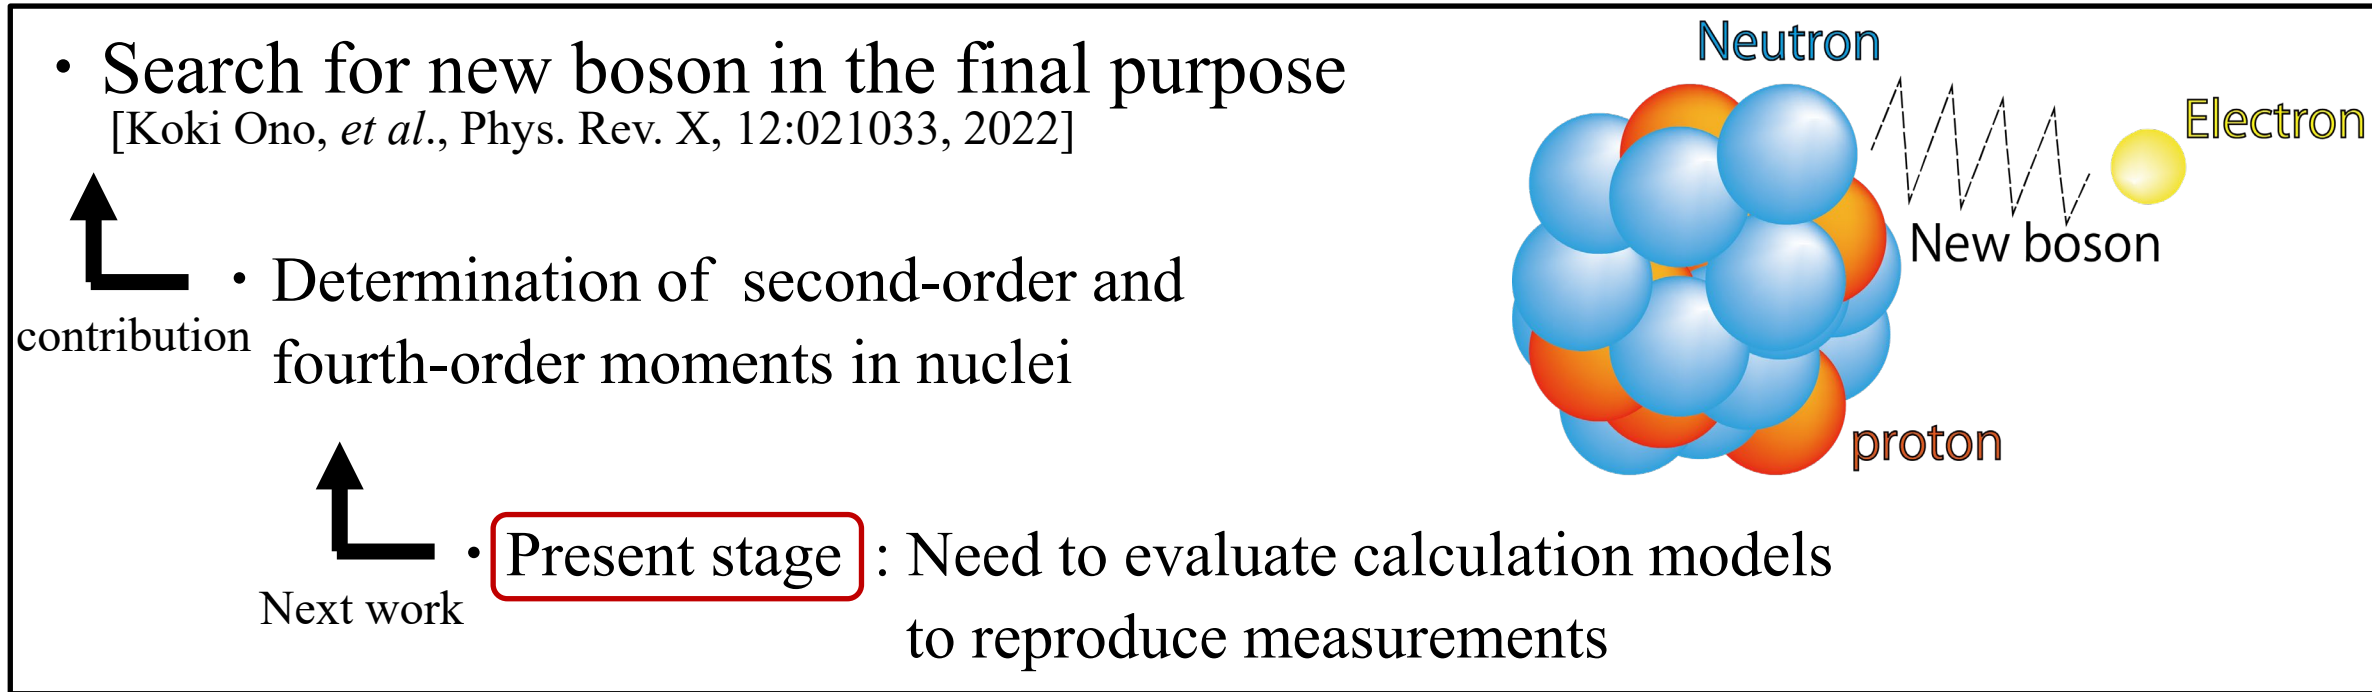 ・Search for new boson in the final purpose
[Koki Ono, et al., Phys. Rev. X, 12:021033, 2022]
contribution
・Determination of second-order and
fourth-order moments in nuclei
Next work
・Present stage : Need to evaluate calculation models
to reproduce measurements
Neutron
Electron
New boson
proton